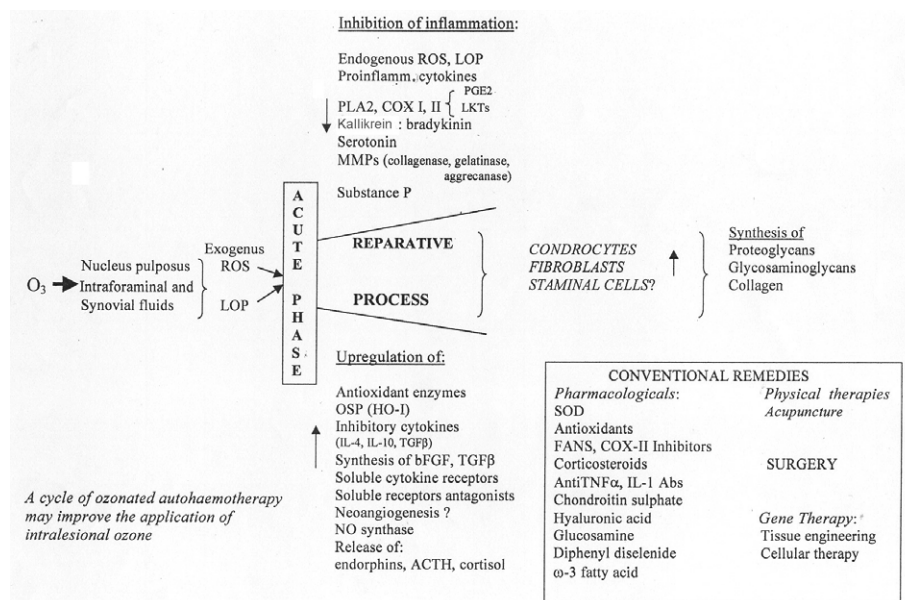 Inhibition of inflammation:
Endogenous ROS, LOP
Proinflamm. cytokines
PLA2, COX I, II { PGE2
LKTs
Kallikrein : bradykinin
Serotonin
MMPs (collagenase, gelatinase,
aggrecanase)
Substance P
ACUTE PHASE
O₃
Nucleus pulposus
Intraforaminal and
Synovial fluids
Exogenus
ROS
LOP
REPARATIVE
PROCESS
CONDROCYTES
FIBROBLASTS
STAMINAL CELLS?
Synthesis of
Proteoglycans
Glycosaminoglycans
Collagen
Upregulation of:
Antioxidant enzymes
OSP (HO-I)
Inhibitory cytokines
(IL-4, IL-10, TGFβ)
Synthesis of bFGF, TGFβ
Soluble cytokine receptors
Soluble receptors antagonists
Neoangiogenesis ?
NO synthase
Release of:
endorphins, ACTH, cortisol
A cycle of ozonated autohaemotherapy
may improve the application of
intralesional ozone
CONVENTIONAL REMEDIES
Pharmacologicals:
SOD
Antioxidants
FANS, COX-II Inhibitors
Corticosteroids
AntiTNFα, IL-1 Abs
Chondroitin sulphate
Hyaluronic acid
Glucosamine
Diphenyl diselenide
ω-3 fatty acid
Physical therapies
Acupuncture
SURGERY
Gene Therapy:
Tissue engineering
Cellular therapy